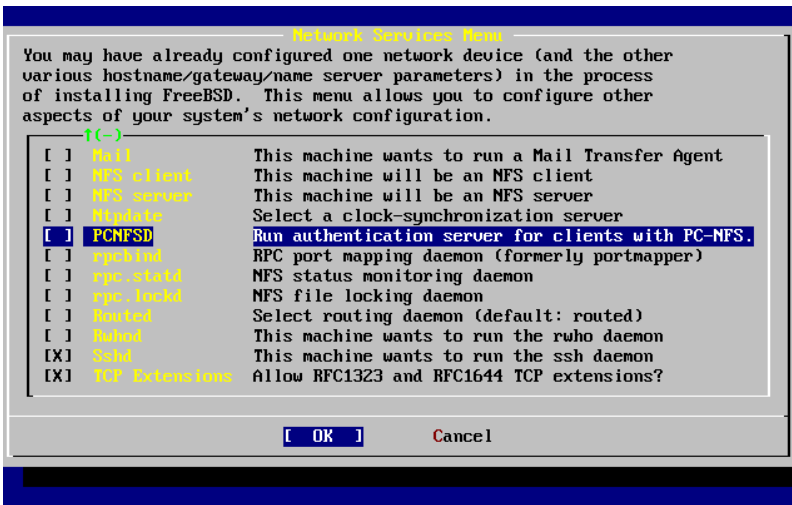 Network Services Menu
You may have already configured one network device (and the other
various hostname/gateway/name server parameters) in the process
of installing FreeBSD.  This menu allows you to configure other
aspects of your system's network configuration.
↑(-)
[ ] Mail This machine wants to run a Mail Transfer Agent
[ ] NFS client This machine will be an NFS client
[ ] NFS server This machine will be an NFS server
[ ] Ntpdate Select a clock-synchronization server
[ ] PCNFSD Run authentication server for clients with PC-NFS.
[ ] rpcbind RPC port mapping daemon (formerly portmapper)
[ ] rpc.statd NFS status monitoring daemon
[ ] rpc.lockd NFS file locking daemon
[ ] Routed Select routing daemon (default: routed)
[ ] Rwhod This machine wants to run the rwho daemon
[X] Sshd This machine wants to run the ssh daemon
[X] TCP Extensions Allow RFC1323 and RFC1644 TCP extensions?
[ OK ] Cancel